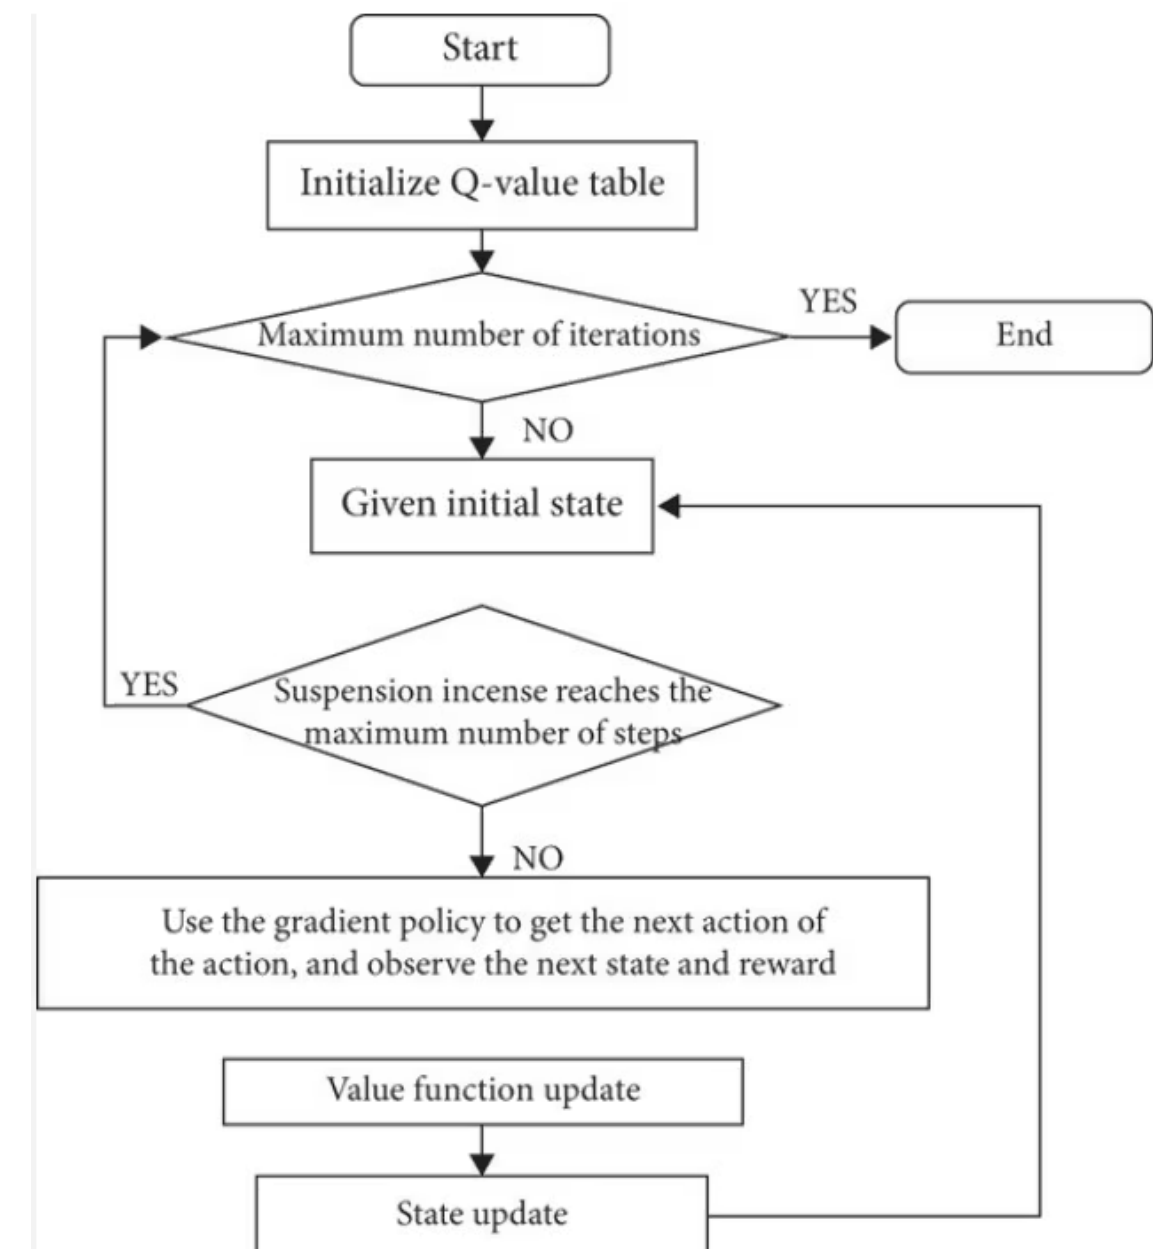 Start
Initialize Q-value table
Maximum number of iterations
YES
End
NO
Given initial state
YES
Suspension incense reaches the
maximum number of steps
NO
Use the gradient policy to get the next action of
the action, and observe the next state and reward
Value function update
State update